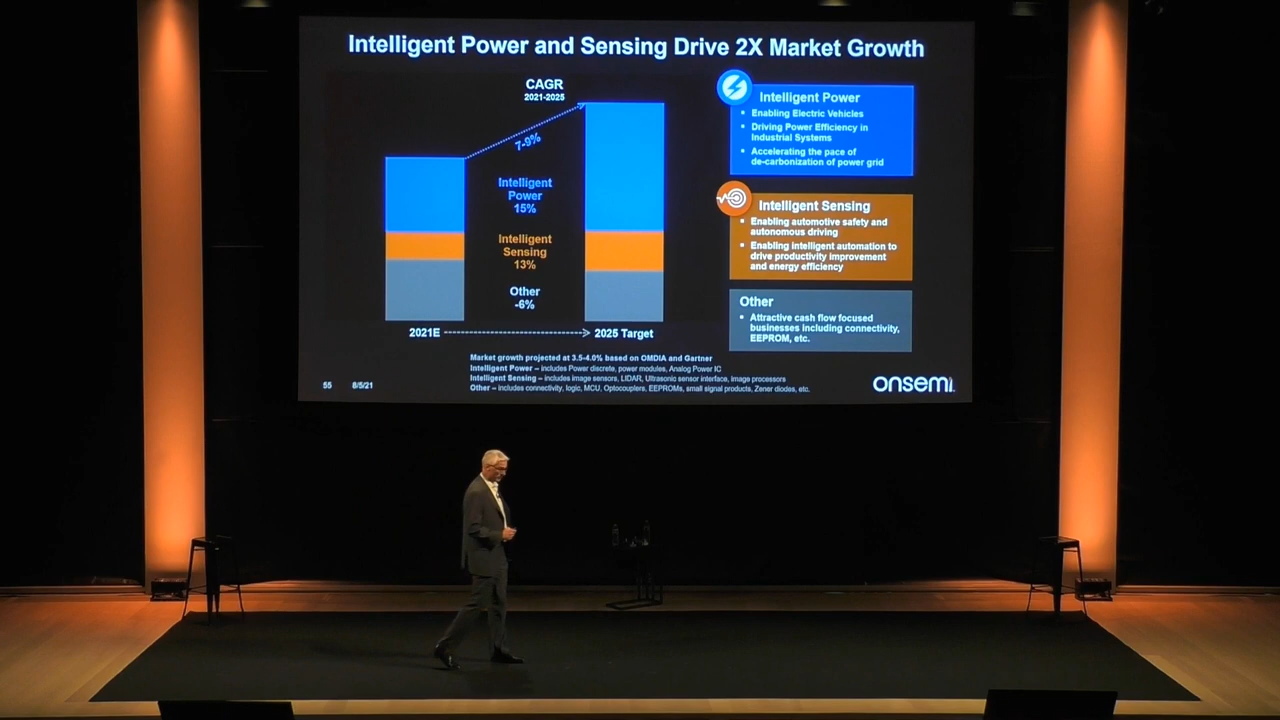 Intelligent Power and Sensing Drive 2X Market Growth
CAGR
2021-2025
7-9%
Intelligent
Power
15%
Intelligent
Sensing
13%
Other
-6%
2021E
2025 Target
Intelligent Power
▪ Enabling Electric Vehicles
▪ Driving Power Efficiency in
Industrial Systems
▪ Accelerating the pace of
de-carbonization of power grid
Intelligent Sensing
▪ Enabling automotive safety and
autonomous driving
▪ Enabling intelligent automation to
drive productivity improvement
and energy efficiency
Other
▪ Attractive cash flow focused
businesses including connectivity,
EEPROM, etc.
Market growth projected at 3.5-4.0% based on OMDIA and Gartner
Intelligent Power – includes Power discrete, power modules, Analog Power IC
Intelligent Sensing – includes image sensors, LIDAR, Ultrasonic sensor interface, image processors
Other – includes connectivity, logic, MCU, Optocouplers, EEPROMs, small signal products, Zener diodes, etc.
55
8/5/21
onsemi